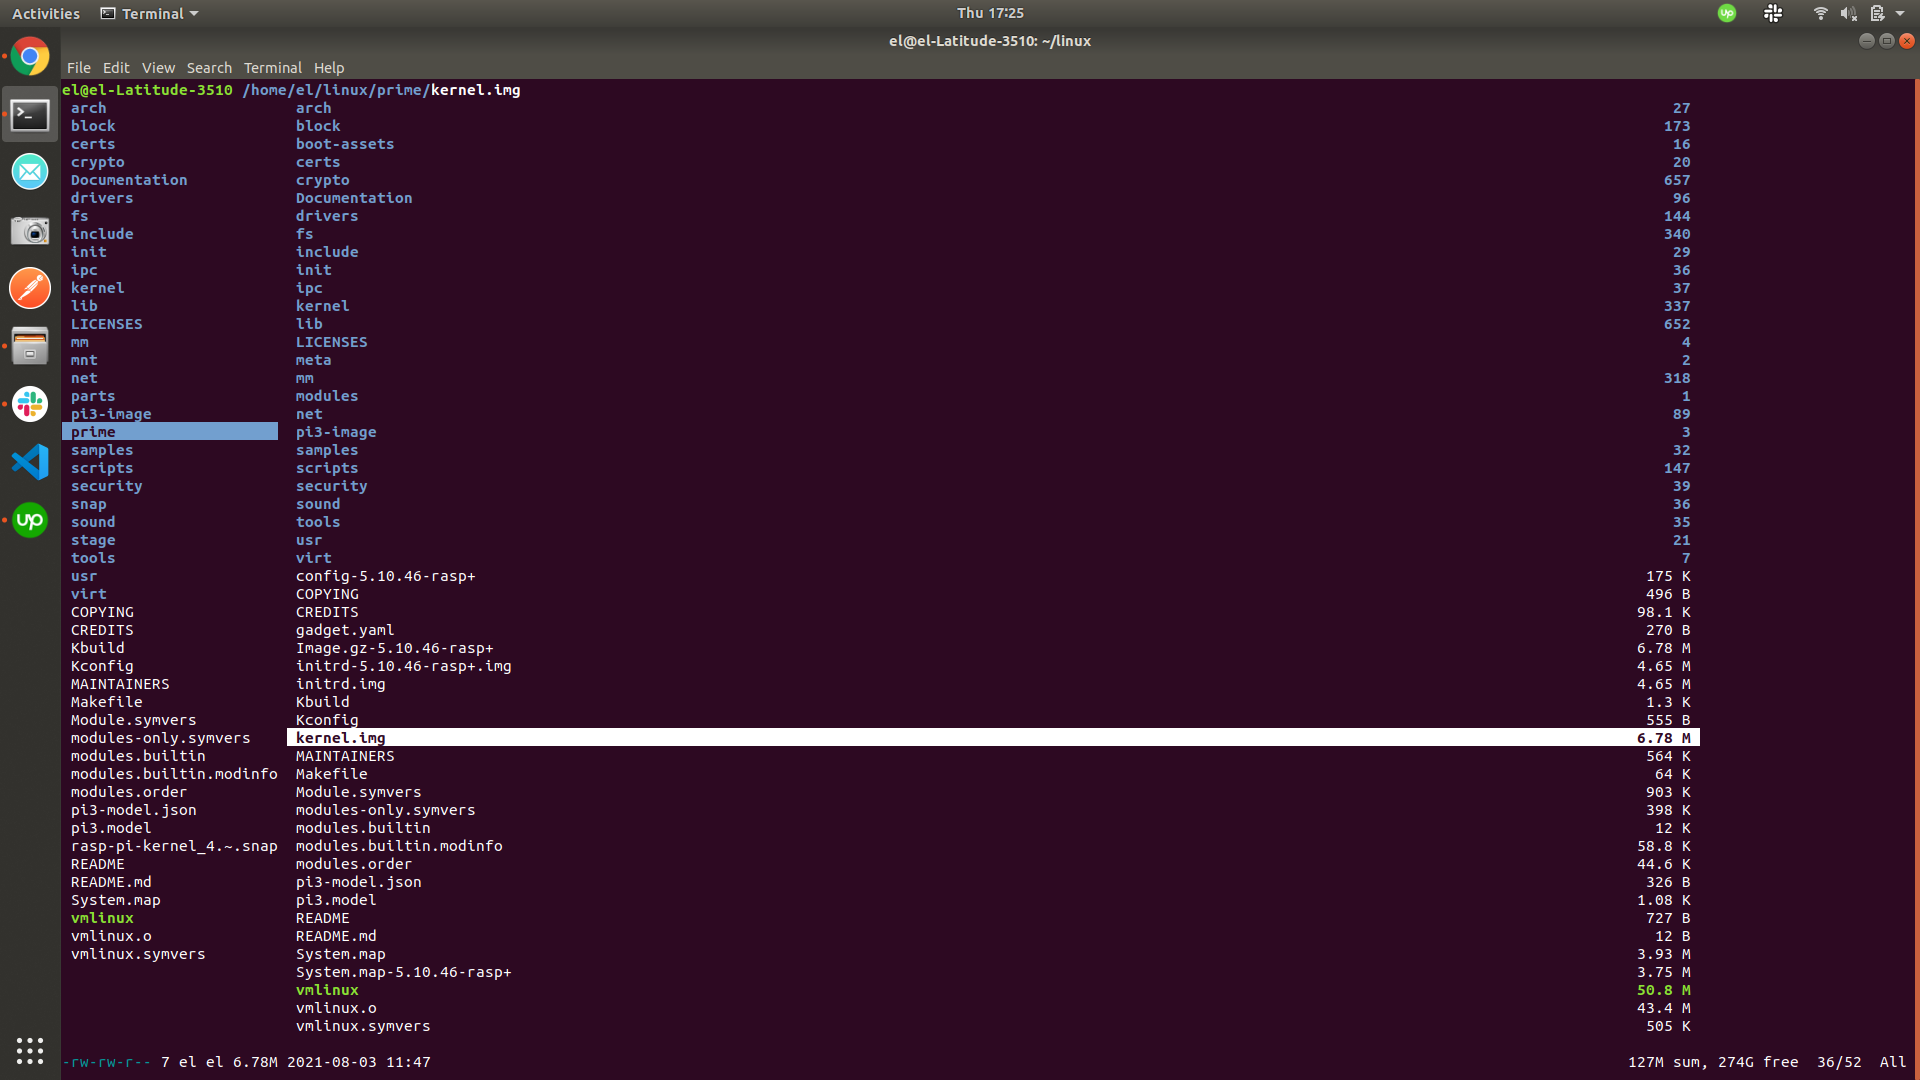 Activities Terminal Thu 17:25
el@el-Latitude-3510: ~/linux
File Edit View Search Terminal Help
el@el-Latitude-3510 /home/el/linux/prime/kernel.img
arch arch 27
block block 173
certs boot-assets 16
crypto certs 20
Documentation crypto 657
drivers Documentation 96
fs drivers 144
include fs 340
init include 29
ipc init 36
kernel ipc 37
lib kernel 337
LICENSES lib 652
mm LICENSES 4
mnt meta 2
net mm 318
parts modules 1
pi3-image net 89
prime pi3-image 3
samples samples 32
scripts scripts 147
security security 39
snap sound 36
sound tools 35
stage usr 21
tools virt 7
usr config-5.10.46-rasp+ 175 K
virt COPYING 496 B
COPYING CREDITS 98.1 K
CREDITS gadget.yaml 270 B
Kbuild Image.gz-5.10.46-rasp+ 6.78 M
Kconfig initrd-5.10.46-rasp+.img 4.65 M
MAINTAINERS initrd.img 4.65 M
Makefile Kbuild 1.3 K
Module.symvers Kconfig 555 B
modules-only.symvers kernel.img 6.78 M
modules.builtin MAINTAINERS 564 K
modules.builtin.modinfo Makefile 64 K
modules.order Module.symvers 903 K
pi3-model.json modules-only.symvers 398 K
pi3.model modules.builtin 12 K
rasp-pi-kernel_4.~.snap modules.builtin.modinfo 58.8 K
README modules.order 44.6 K
README.md pi3-model.json 326 B
System.map pi3.model 1.08 K
vmlinux README 727 B
vmlinux.o README.md 12 B
vmlinux.symvers System.map 3.93 M
System.map-5.10.46-rasp+ 3.75 M
vmlinux 50.8 M
vmlinux.o 43.4 M
vmlinux.symvers 505 K
-rw-rw-r-- 7 el el 6.78M 2021-08-03 11:47 127M sum, 274G free 36/52 All